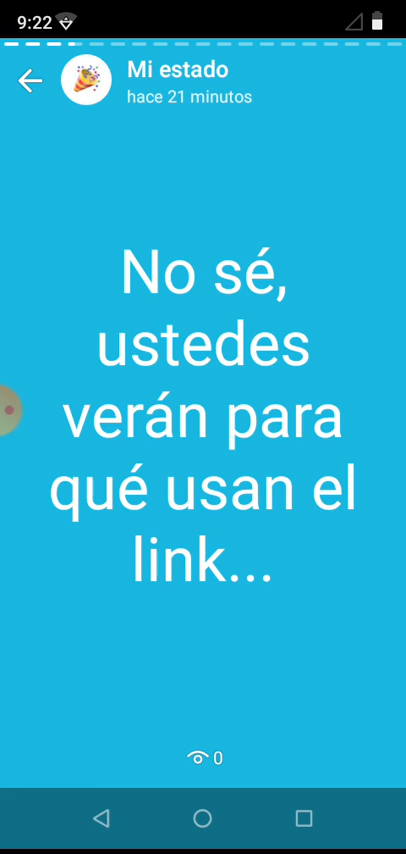 9:22
Mi estado
hace 21 minutos
No sé,
ustedes
verán para
qué usan el
link...
0